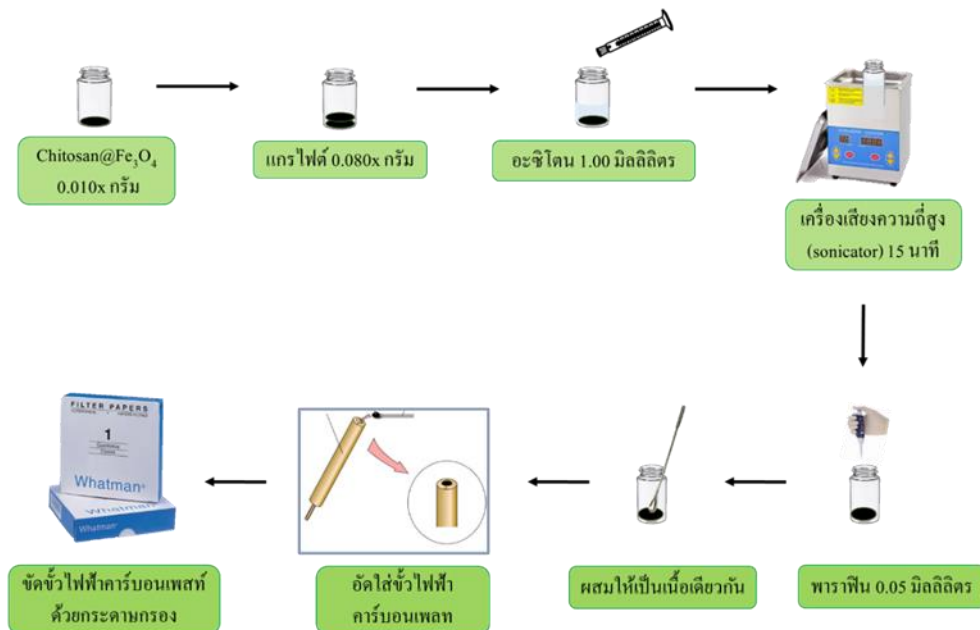 Chitosan@Fe₃O₄
0.010x กรัม
แกรไฟต์ 0.080x กรัม
อะซิโตน 1.00 มิลลิลิตร
เครื่องเสียงความถี่สูง
(sonicator) 15 นาที
พาราฟิน 0.05 มิลลิลิตร
ผสมให้เป็นเนื้อเดียวกัน
อัดใส่ขั้วไฟฟ้า
คาร์บอนเพลท
FILTER PAPERS
1
Qualitative
Whatman®
Whatman®
ขัดขั้วไฟฟ้าคาร์บอนเพสท์
ด้วยกระดาษกรอง